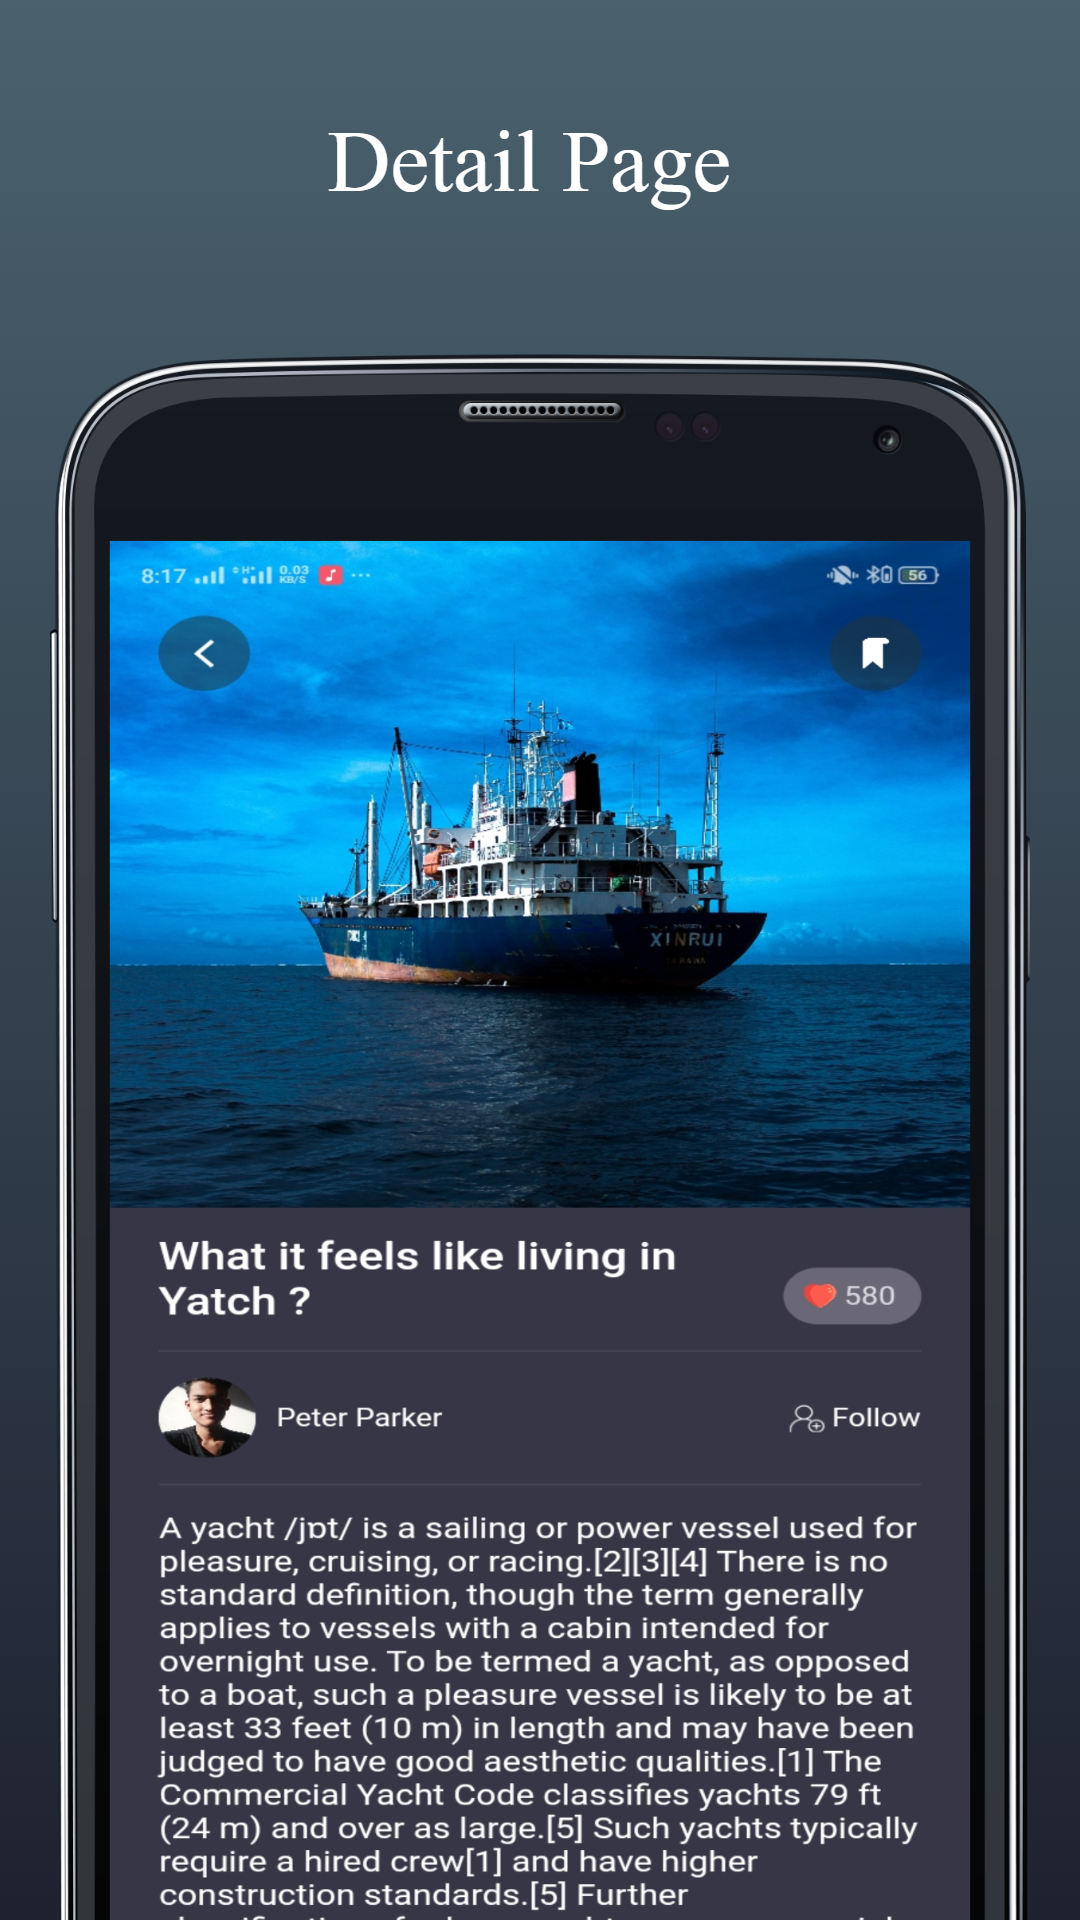 Detail Page
8:17 H+ 0.03 KB/S ... 56
XINRUI
What it feels like living in
Yatch ?
580
Peter Parker
Follow
A yacht /jɒt/ is a sailing or power vessel used for
pleasure, cruising, or racing.[2][3][4] There is no
standard definition, though the term generally
applies to vessels with a cabin intended for
overnight use. To be termed a yacht, as opposed
to a boat, such a pleasure vessel is likely to be at
least 33 feet (10 m) in length and may have been
judged to have good aesthetic qualities.[1] The
Commercial Yacht Code classifies yachts 79 ft
(24 m) and over as large.[5] Such yachts typically
require a hired crew[1] and have higher
construction standards.[5] Further